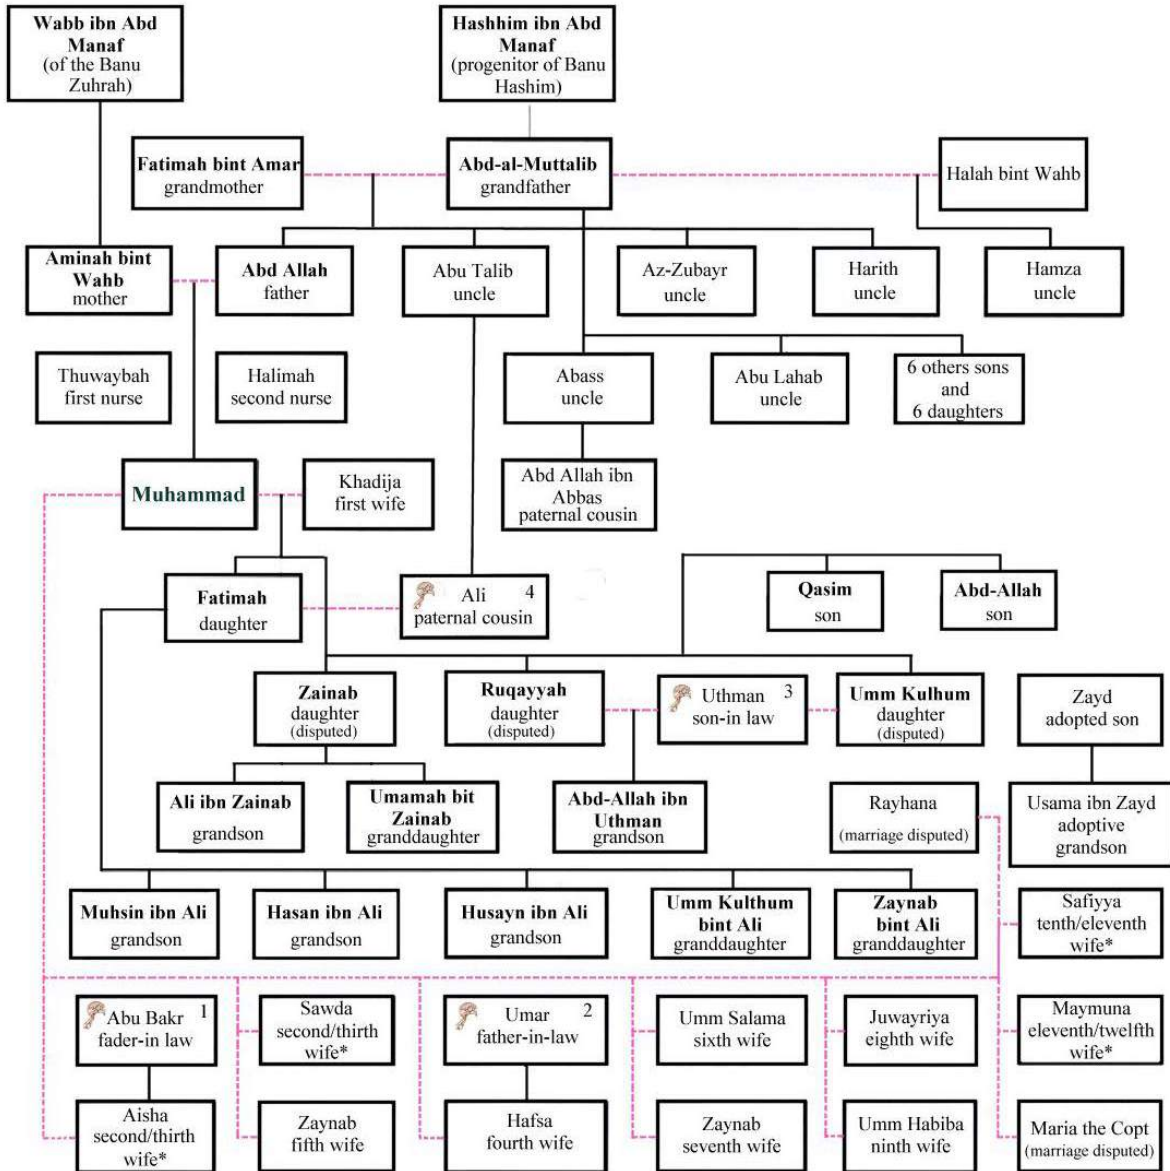 Wabb ibn Abd
Manaf
(of the Banu
Zuhrah)
Hashhim ibn Abd
Manaf
(progenitor of Banu
Hashim)
Fatimah bint Amar
grandmother
Abd-al-Muttalib
grandfather
Halah bint Wahb
Aminah bint
Wahb
mother
Abd Allah
father
Abu Talib
uncle
Az-Zubayr
uncle
Harith
uncle
Hamza
uncle
Thuwaybah
first nurse
Halimah
second nurse
Abass
uncle
Abu Lahab
uncle
6 others sons
and
6 daughters
Muhammad
Khadija
first wife
Abd Allah ibn
Abbas
paternal cousin
Fatimah
daughter
Ali 4
paternal cousin
Qasim
son
Abd-Allah
son
Zainab
daughter
(disputed)
Ruqayyah
daughter
(disputed)
Uthman 3
son-in law
Umm Kulhum
daughter
(disputed)
Zayd
adopted son
Ali ibn Zainab
grandson
Umamah bit
Zainab
granddaughter
Abd-Allah ibn
Uthman
grandson
Rayhana
(marriage disputed)
Usama ibn Zayd
adoptive
grandson
Muhsin ibn Ali
grandson
Hasan ibn Ali
grandson
Husayn ibn Ali
grandson
Umm Kulthum
bint Ali
granddaughter
Zaynab
bint Ali
granddaughter
Safiyya
tenth/eleventh
wife*
Abu Bakr 1
fader-in law
Sawda
second/thirth
wife*
Umar 2
father-in-law
Umm Salama
sixth wife
Juwayriya
eighth wife
Maymuna
eleventh/twelfth
wife*
Aisha
second/thirth
wife*
Zaynab
fifth wife
Hafsa
fourth wife
Zaynab
seventh wife
Umm Habiba
ninth wife
Maria the Copt
(marriage disputed)